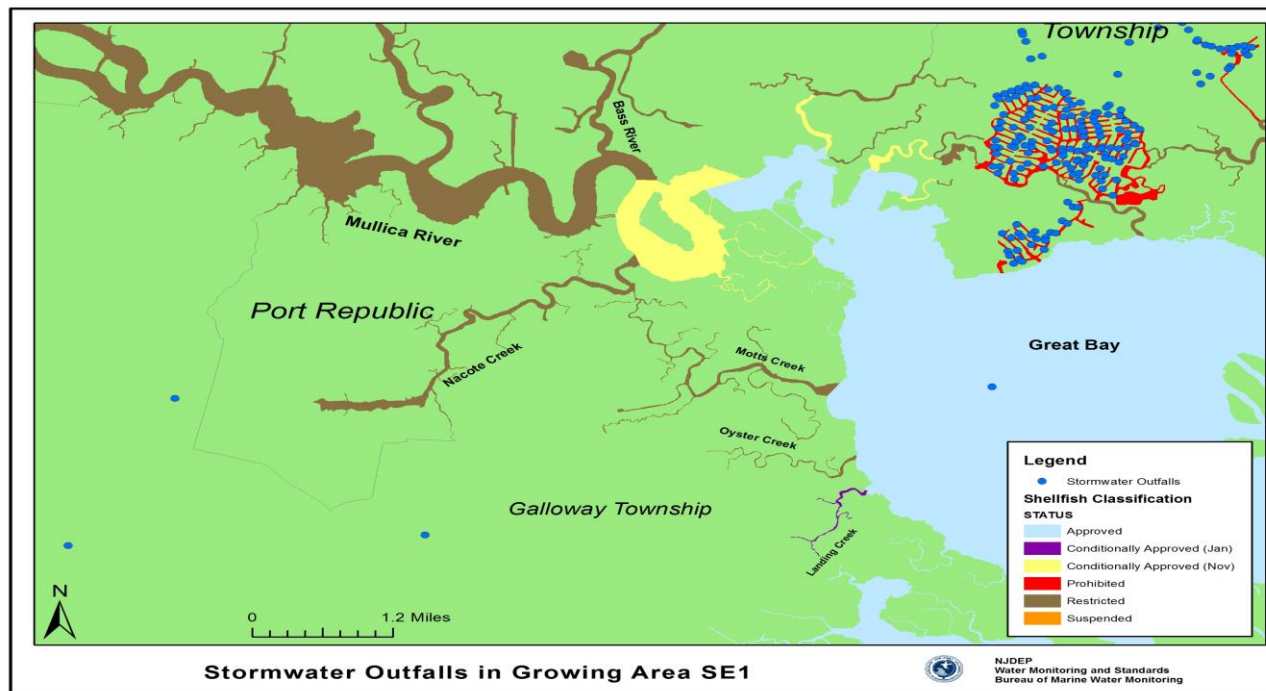 Township
Bass River
Mullica River
Port Republic
Nacote Creek
Motts Creek
Great Bay
Oyster Creek
Galloway Township
Landing Creek
Legend
Stormwater Outfalls
Shellfish Classification
STATUS
Approved
Conditionally Approved (Jan)
Conditionally Approved (Nov)
Prohibited
Restricted
Suspended
N
0 1.2 Miles
Stormwater Outfalls in Growing Area SE1
NJDEP
Water Monitoring and Standards
Bureau of Marine Water Monitoring